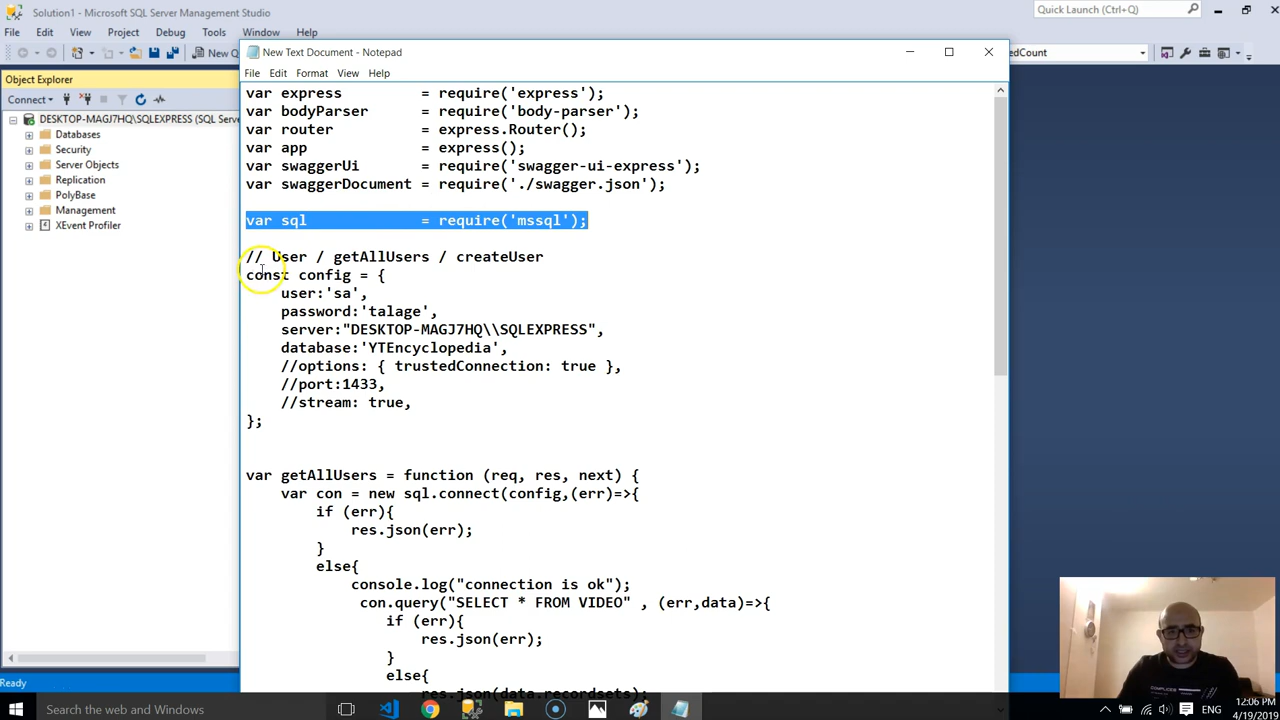 Solution1 - Microsoft SQL Server Management Studio
Quick Launch (Ctrl+Q)
File Edit View Project Debug Tools Window Help
New Q
edCount
Object Explorer
Connect
DESKTOP-MAGJ7HQ\SQLEXPRESS (SQL Serve
Databases
Security
Server Objects
Replication
PolyBase
Management
XEvent Profiler
New Text Document - Notepad
File Edit Format View Help
var express = require('express');
var bodyParser = require('body-parser');
var router = express.Router();
var app = express();
var swaggerUi = require('swagger-ui-express');
var swaggerDocument = require('./swagger.json');
var sql = require('mssql');
// User / getAllUsers / createUser
const config = {
user:'sa',
password:'talage',
server:"DESKTOP-MAGJ7HQ\\SQLEXPRESS",
database:'YTEncyclopedia',
//options: { trustedConnection: true },
//port:1433,
//stream: true,
};
var getAllUsers = function (req, res, next) {
var con = new sql.connect(config,(err)=>{
if (err){
res.json(err);
}
else{
console.log("connection is ok");
con.query("SELECT * FROM VIDEO" , (err,data)=>{
if (err){
res.json(err);
}
else{
res.json(data.recordsets);
Ready
Search the web and Windows
ENG
12:06 PM
4/19/2019